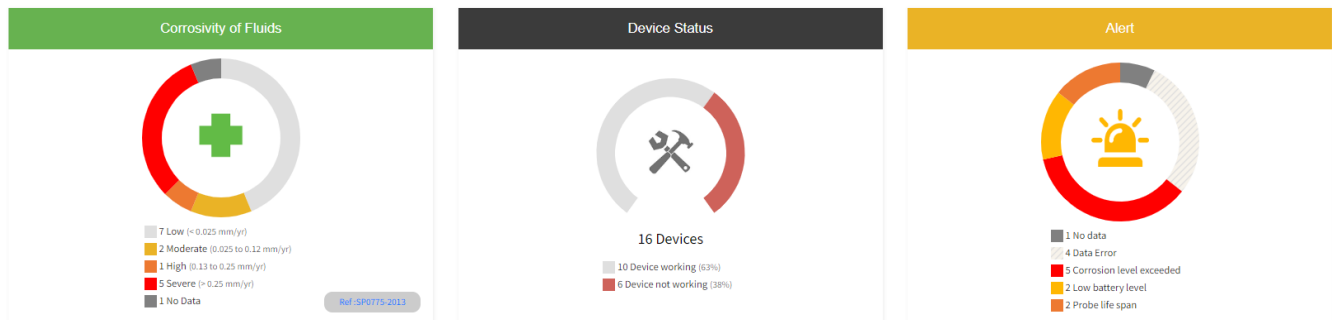 Corrosivity of Fluids
7 Low (< 0.025 mm/yr)
2 Moderate (0.025 to 0.12 mm/yr)
1 High (0.13 to 0.25 mm/yr)
5 Severe (> 0.25 mm/yr)
1 No Data
Ref :SP0775-2013
Device Status
16 Devices
10 Device working (63%)
6 Device not working (38%)
Alert
1 No data
4 Data Error
5 Corrosion level exceeded
2 Low battery level
2 Probe life span